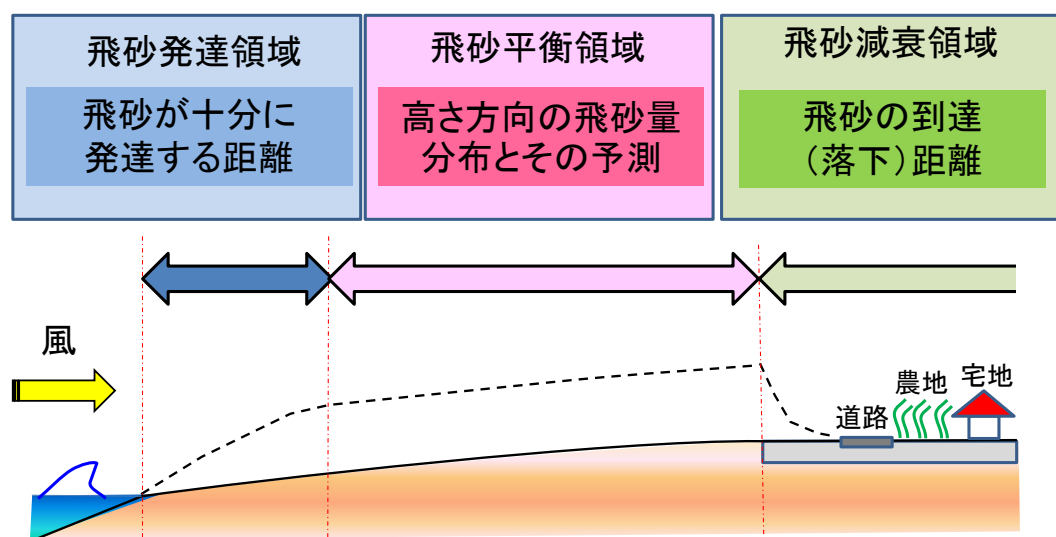 飛砂発達領域
飛砂が十分に
発達する距離
飛砂平衡領域
高さ方向の飛砂量
分布とその予測
飛砂減衰領域
飛砂の到達
（落下）距離
風
道路
農地
宅地